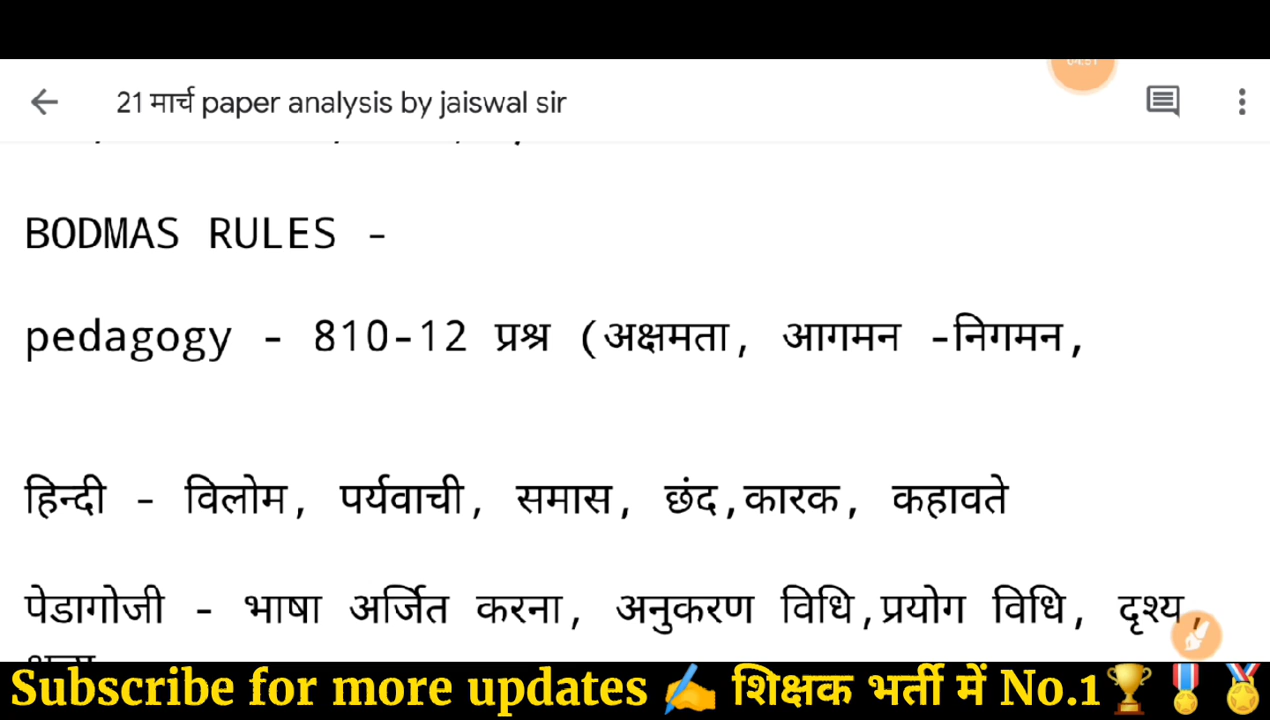 21 मार्च paper analysis by jaiswal sir
BODMAS RULES -
pedagogy - 810-12 प्रश्न (अक्षमता, आगमन -निगमन,
हिन्दी - विलोम, पर्यवाची, समास, छंद,कारक, कहावते
पेडागोजी - भाषा अर्जित करना, अनुकरण विधि,प्रयोग विधि, दृश्य,
Subscribe for more updates ✍️ शिक्षक भर्ती में No.1🏆🎖️🏅